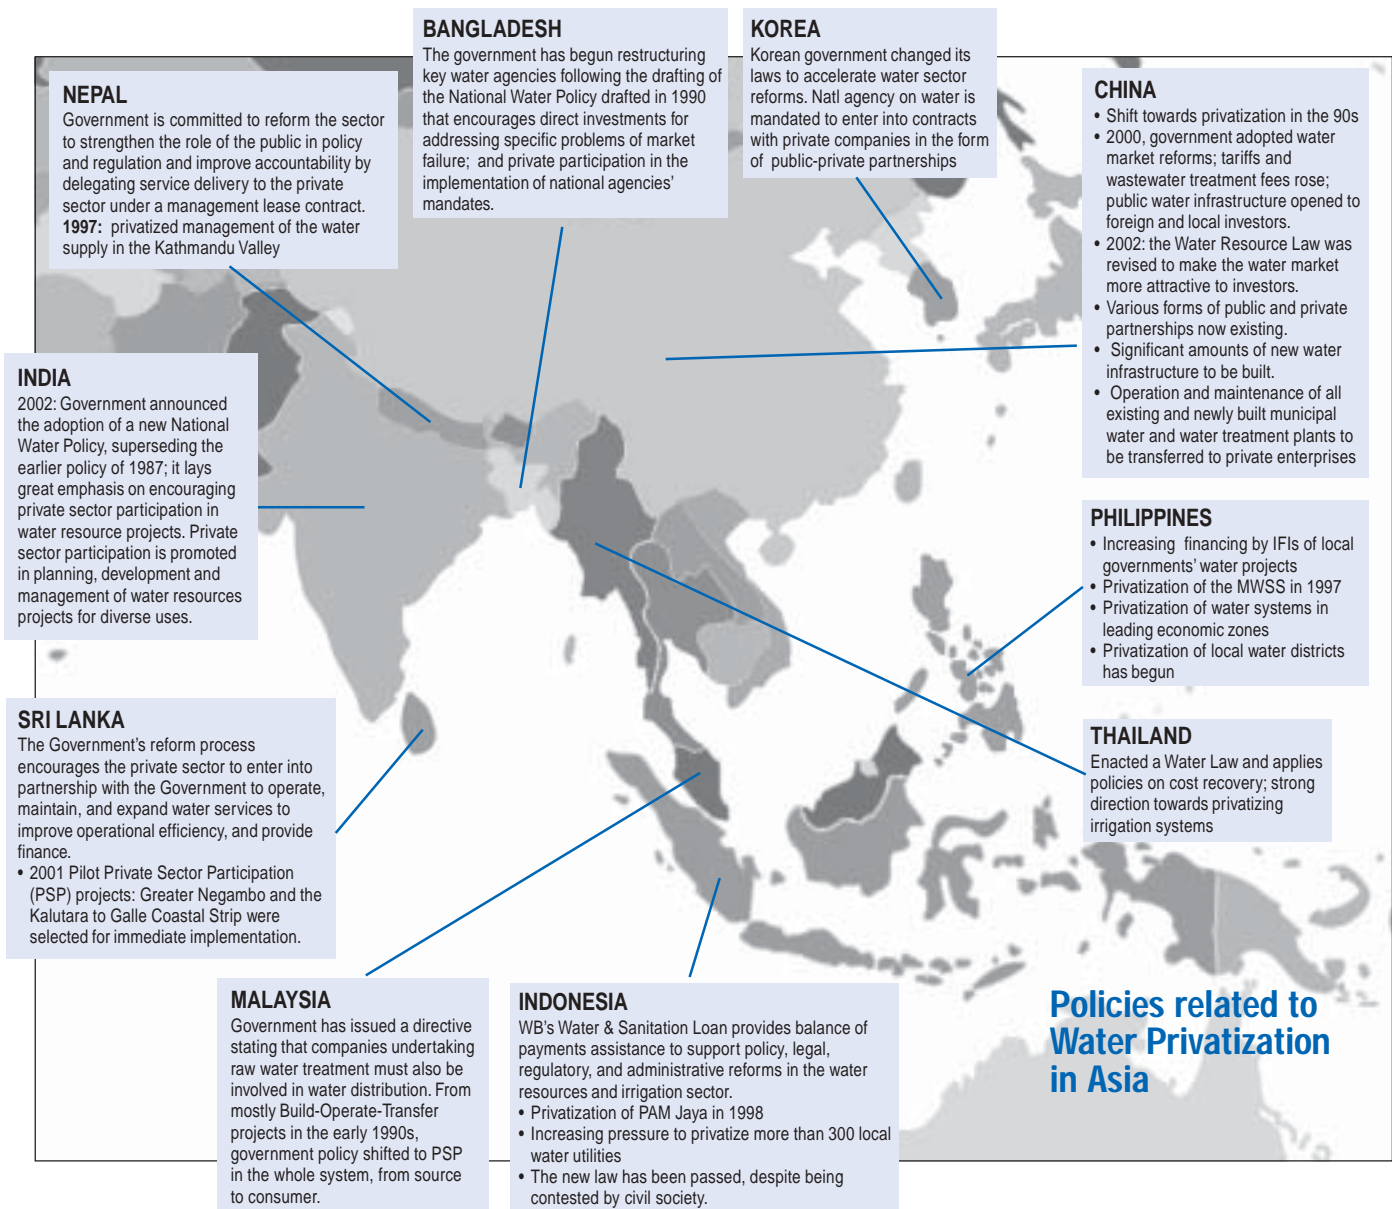 BANGLADESH
The government has begun restructuring
key water agencies following the drafting of
the National Water Policy drafted in 1990
that encourages direct investments for
addressing specific problems of market
failure; and private participation in the
implementation of national agencies'
mandates.
KOREA
Korean government changed its
laws to accelerate water sector
reforms. Natl agency on water is
mandated to enter into contracts
with private companies in the form
of public-private partnerships
NEPAL
Government is committed to reform the sector
to strengthen the role of the public in policy
and regulation and improve accountability by
delegating service delivery to the private
sector under a management lease contract.
1997: privatized management of the water
supply in the Kathmandu Valley
CHINA
• Shift towards privatization in the 90s
• 2000, government adopted water
market reforms; tariffs and
wastewater treatment fees rose;
public water infrastructure opened to
foreign and local investors.
• 2002: the Water Resource Law was
revised to make the water market
more attractive to investors.
• Various forms of public and private
partnerships now existing.
• Significant amounts of new water
infrastructure to be built.
• Operation and maintenance of all
existing and newly built municipal
water and water treatment plants to
be transferred to private enterprises
INDIA
2002: Government announced
the adoption of a new National
Water Policy, superseding the
earlier policy of 1987; it lays
great emphasis on encouraging
private sector participation in
water resource projects. Private
sector participation is promoted
in planning, development and
management of water resources
projects for diverse uses.
PHILIPPINES
• Increasing financing by IFIs of local
governments' water projects
• Privatization of the MWSS in 1997
• Privatization of water systems in
leading economic zones
• Privatization of local water districts
has begun
SRI LANKA
The Government's reform process
encourages the private sector to enter into
partnership with the Government to operate,
maintain, and expand water services to
improve operational efficiency, and provide
finance.
• 2001 Pilot Private Sector Participation
(PSP) projects: Greater Negambo and the
Kalutara to Galle Coastal Strip were
selected for immediate implementation.
THAILAND
Enacted a Water Law and applies
policies on cost recovery; strong
direction towards privatizing
irrigation systems
MALAYSIA
Government has issued a directive
stating that companies undertaking
raw water treatment must also be
involved in water distribution. From
mostly Build-Operate-Transfer
projects in the early 1990s,
government policy shifted to PSP
in the whole system, from source
to consumer.
INDONESIA
WB's Water & Sanitation Loan provides balance of
payments assistance to support policy, legal,
regulatory, and administrative reforms in the water
resources and irrigation sector.
• Privatization of PAM Jaya in 1998
• Increasing pressure to privatize more than 300 local
water utilities
• The new law has been passed, despite being
contested by civil society.
Policies related to
Water Privatization
in Asia